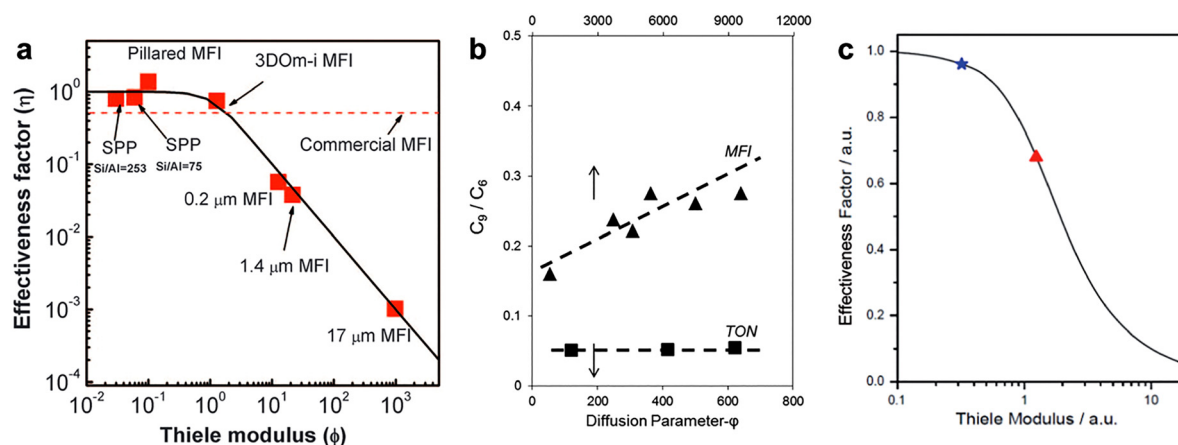 a
Effectiveness factor (η)
10^1
10^0
10^-1
10^-2
10^-3
10^-4
Pillared MFI
3DOm-i MFI
SPP
Si/Al=253
SPP
Si/Al=75
Commercial MFI
0.2 μm MFI
1.4 μm MFI
17 μm MFI
10^-2 10^-1 10^0 10^1 10^2 10^3
Thiele modulus (ϕ)
b
0 3000 6000 9000 12000
C9 / C6
0.5
0.4
0.3
0.2
0.1
0
MFI
TON
0 200 400 600 800
Diffusion Parameter-φ
c
Effectiveness Factor / a.u.
1.0
0.8
0.6
0.4
0.2
0.0
0.1 1 10
Thiele Modulus / a.u.